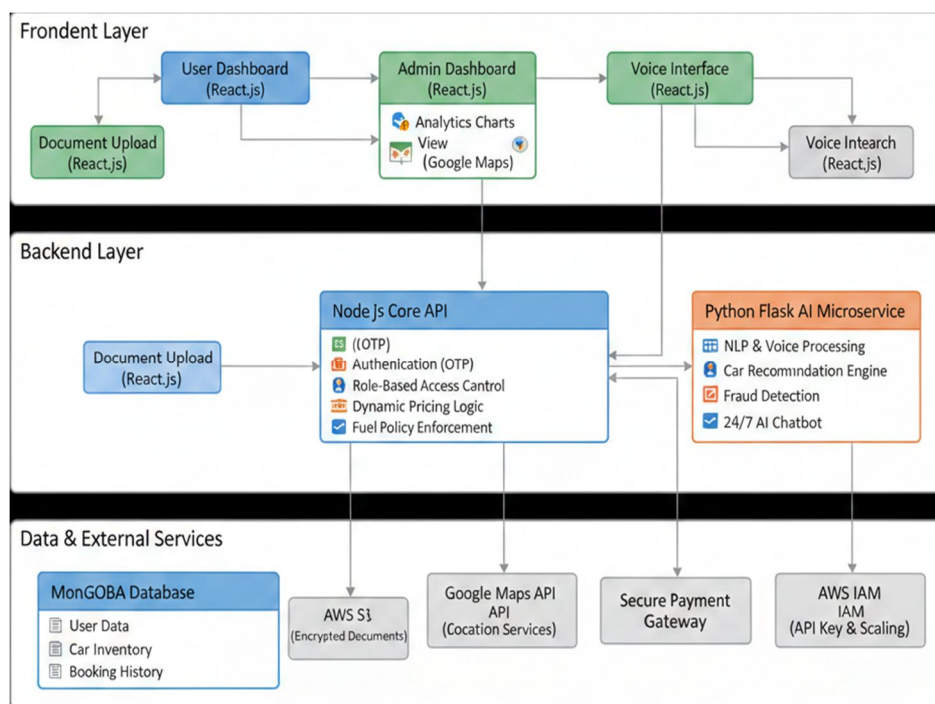 Frondent Layer
User Dashboard
(React.js)
Admin Dashboard
(React.js)
Analytics Charts
View
(Google Maps)
Voice Interface
(React.js)
Document Upload
(React.js)
Voice Intearch
(React.js)
Backend Layer
Node Js Core API
((OTP)
Authenication (OTP)
Role-Based Access Cantrol
Dynamic Pricing Logic
Fuel Policy Enforcement
Python Flask AI Microservice
NLP & Voice Processing
Car Recomındation Engine
Fraud Detection
24/7 AI Chatbot
Document Upload
(React.js)
Data & External Services
MonGOBA Database
User Data
Car Inventory
Booking History
AWS S3
(Encrypted Documents)
Google Maps API
API
(Cocation Services)
Secure Payment
Gateway
AWS IAM
IAM
(API Key & Scaling)